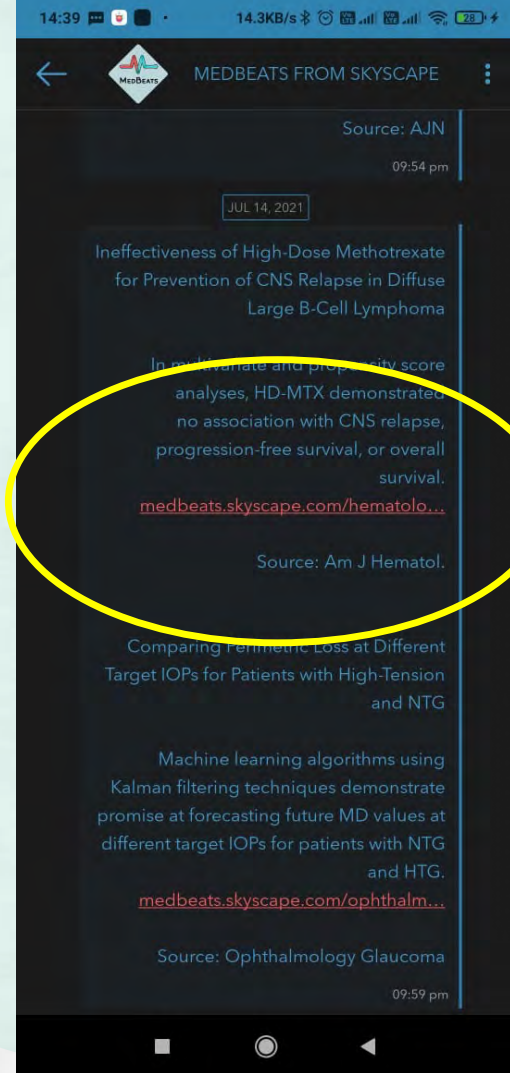 14:39 14.3KB/s 28
MEDBEATS
MEDBEATS FROM SKYSCAPE
Source: AJN
09:54 pm
JUL 14, 2021
Ineffectiveness of High-Dose Methotrexate
for Prevention of CNS Relapse in Diffuse
Large B-Cell Lymphoma
In multivariate and propensity score
analyses, HD-MTX demonstrated
no association with CNS relapse,
progression-free survival, or overall
survival.
medbeats.skyscape.com/hematolo...
Source: Am J Hematol.
Comparing Perimetric Loss at Different
Target IOPs for Patients with High-Tension
and NTG
Machine learning algorithms using
Kalman filtering techniques demonstrate
promise at forecasting future MD values at
different target IOPs for patients with NTG
and HTG.
medbeats.skyscape.com/ophthalm...
Source: Ophthalmology Glaucoma
09:59 pm